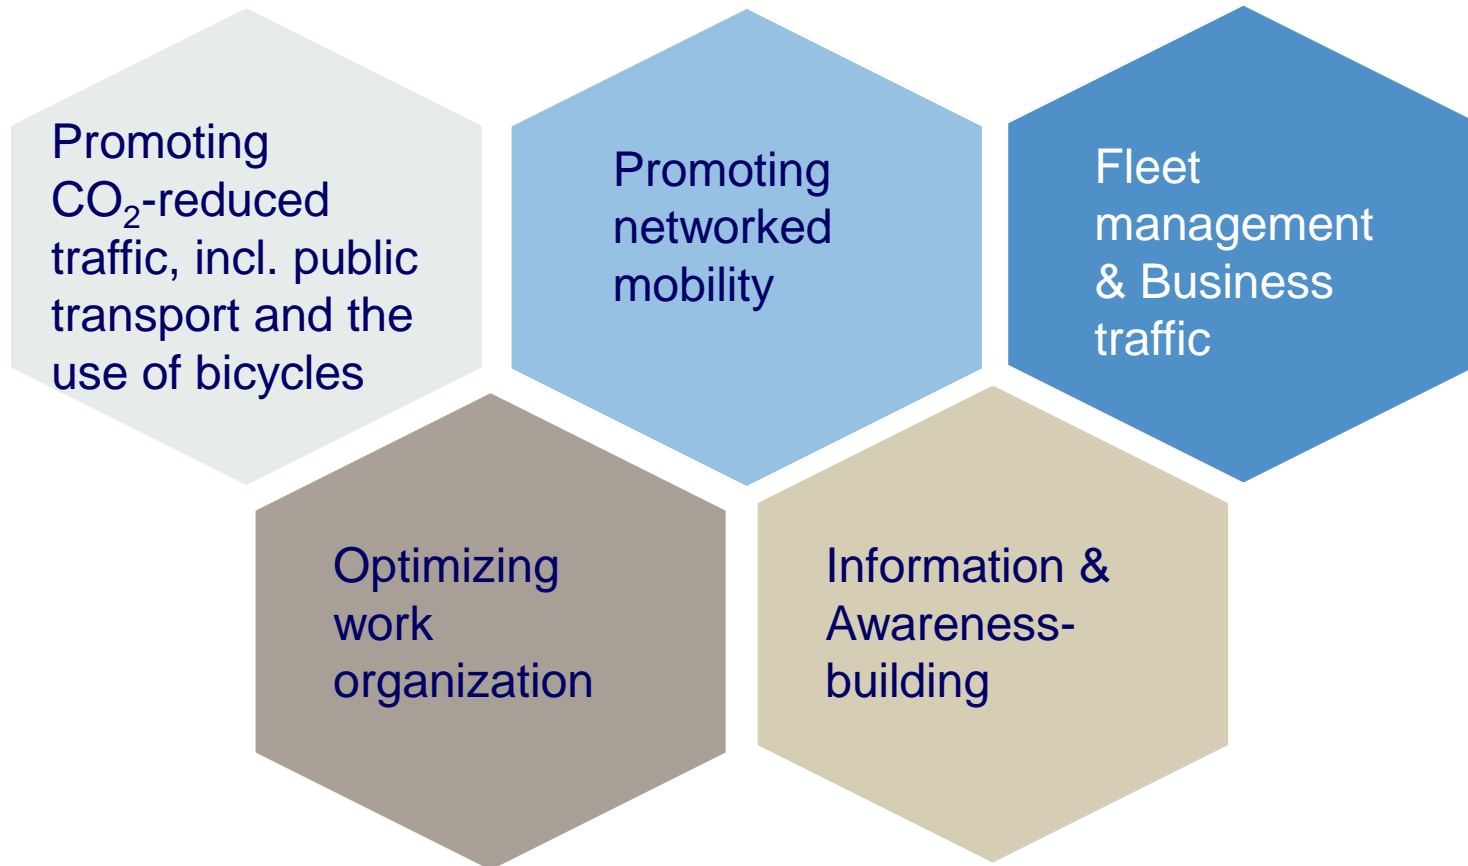 Promoting
CO₂-reduced
traffic, incl. public
transport and the
use of bicycles
Promoting
networked
mobility
Fleet
management
& Business
traffic
Optimizing
work
organization
Information &
Awareness-
building